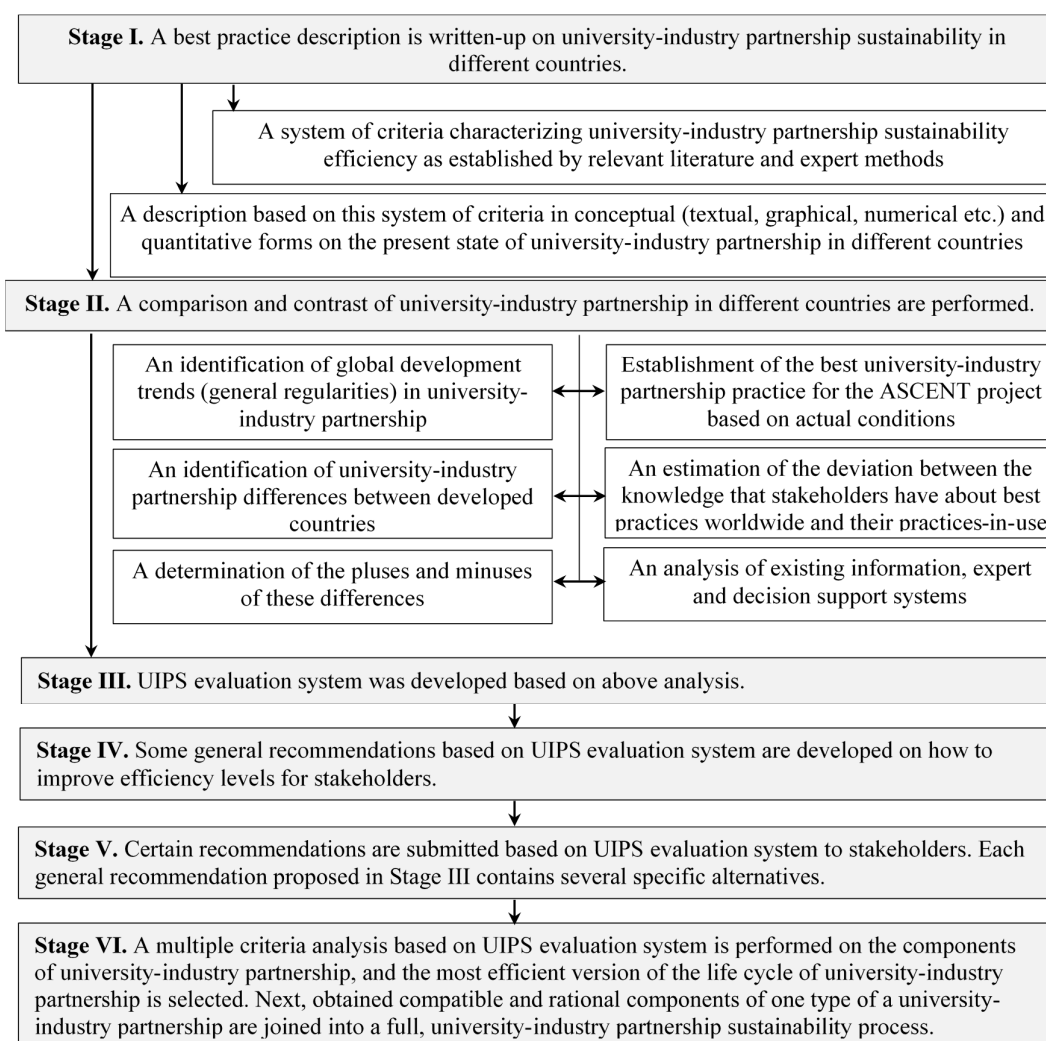 Stage I. A best practice description is written-up on university-industry partnership sustainability in
different countries.
A system of criteria characterizing university-industry partnership sustainability
efficiency as established by relevant literature and expert methods
A description based on this system of criteria in conceptual (textual, graphical, numerical etc.) and
quantitative forms on the present state of university-industry partnership in different countries
Stage II. A comparison and contrast of university-industry partnership in different countries are performed.
An identification of global development
trends (general regularities) in university-
industry partnership
Establishment of the best university-industry
partnership practice for the ASCENT project
based on actual conditions
An identification of university-industry
partnership differences between developed
countries
An estimation of the deviation between the
knowledge that stakeholders have about best
practices worldwide and their practices-in-use
A determination of the pluses and minuses
of these differences
An analysis of existing information, expert
and decision support systems
Stage III. UIPS evaluation system was developed based on above analysis.
Stage IV. Some general recommendations based on UIPS evaluation system are developed on how to
improve efficiency levels for stakeholders.
Stage V. Certain recommendations are submitted based on UIPS evaluation system to stakeholders. Each
general recommendation proposed in Stage III contains several specific alternatives.
Stage VI. A multiple criteria analysis based on UIPS evaluation system is performed on the components
of university-industry partnership, and the most efficient version of the life cycle of university-industry
partnership is selected. Next, obtained compatible and rational components of one type of a university-
industry partnership are joined into a full, university-industry partnership sustainability process.